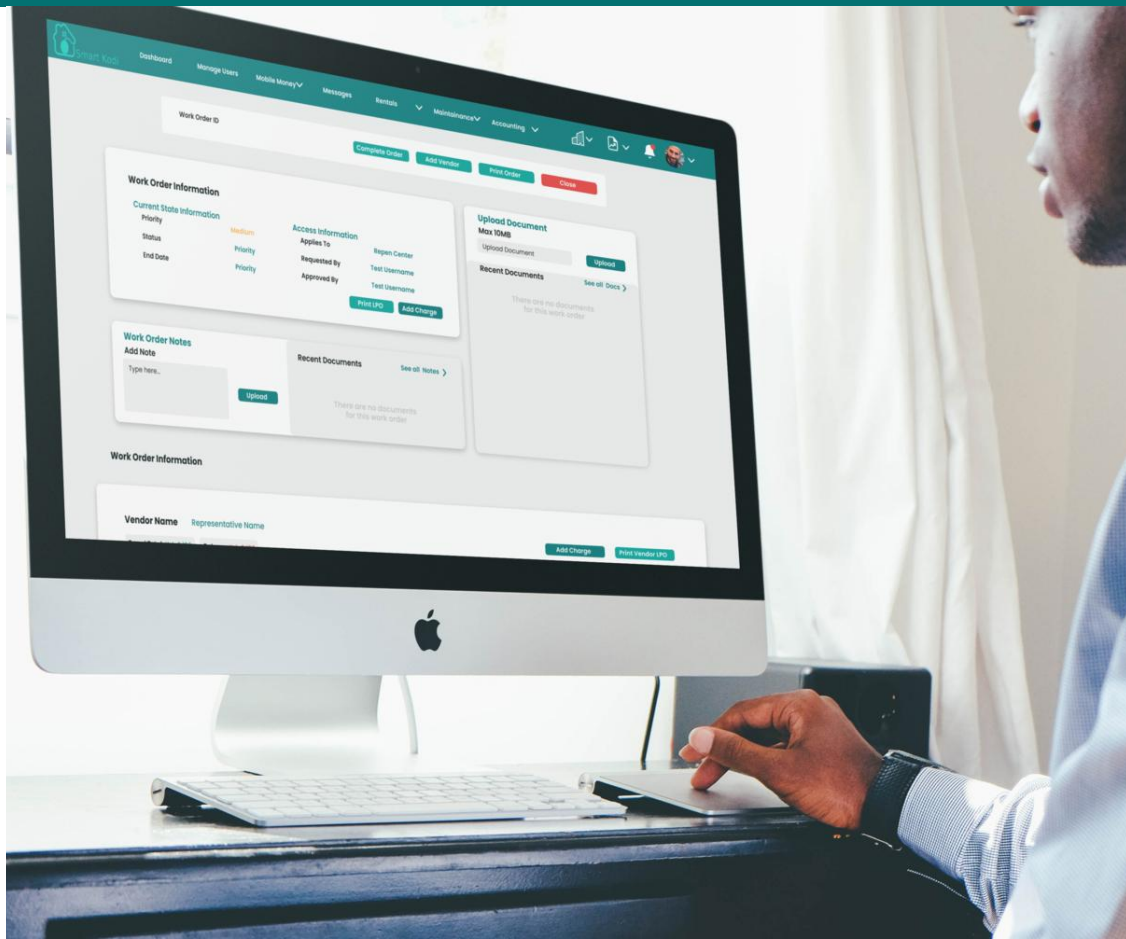 Smart Kodi
Dashboard
Manage Users
Mobile Money
Messages
Rentals
Maintainance
Accounting
Work Order ID
Complete Order
Add Vendor
Print Order
Close
Work Order Information
Current State Information
Priority
Medium
Status
Priority
End Date
Priority
Access Information
Applies To
Repen Center
Requested By
Test Username
Approved By
Test Username
Print LPO
Add Charge
Upload Document
Max 10MB
Upload Document
Upload
Recent Documents
See all Docs
There are no documents
for this work order
Work Order Notes
Add Note
Type here..
Upload
Recent Documents
See all Notes
There are no documents
for this work order
Work Order Information
Vendor Name
Representative Name
Add Charge
Print Vendor LPO